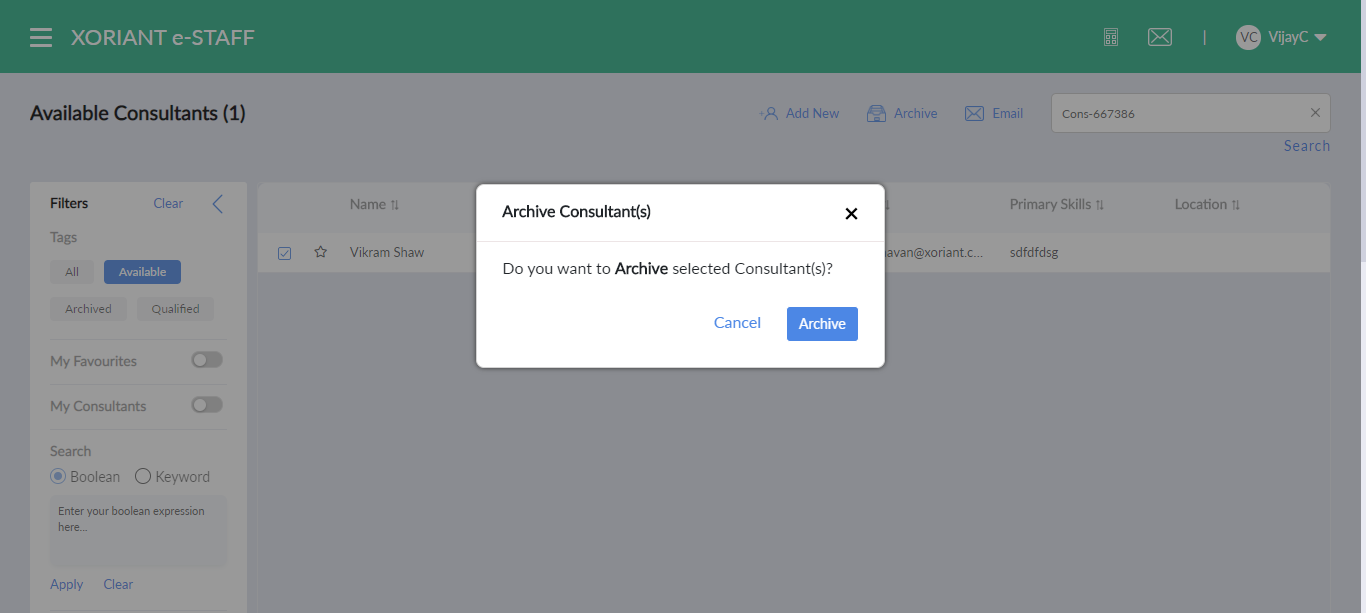 XORIANT e-STAFF
|
VC VijayC
Available Consultants (1)
Add New
Archive
Email
Cons-667386
Search
Filters
Clear
Tags
All
Available
Archived
Qualified
My Favourites
My Consultants
Search
Boolean
Keyword
Enter your boolean expression
here...
Apply
Clear
Name
Primary Skills
Location
Vikram Shaw
avan@xoriant.c...
sdfdfdsg
Archive Consultant(s)
Do you want to Archive selected Consultant(s)?
Cancel
Archive